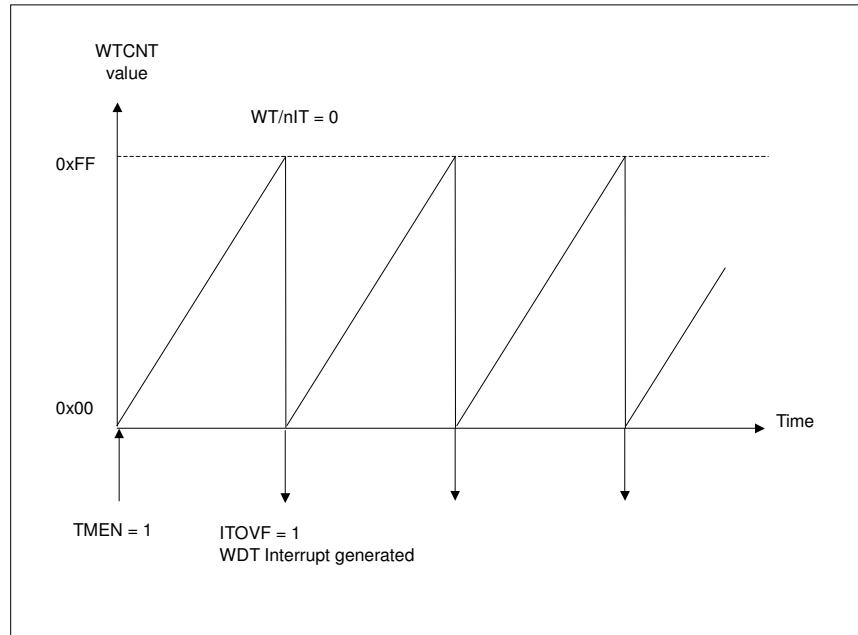 WTCNT
value
WT/nIT = 0
0xFF
0x00
Time
TMEN = 1
ITOVF = 1
WDT Interrupt generated